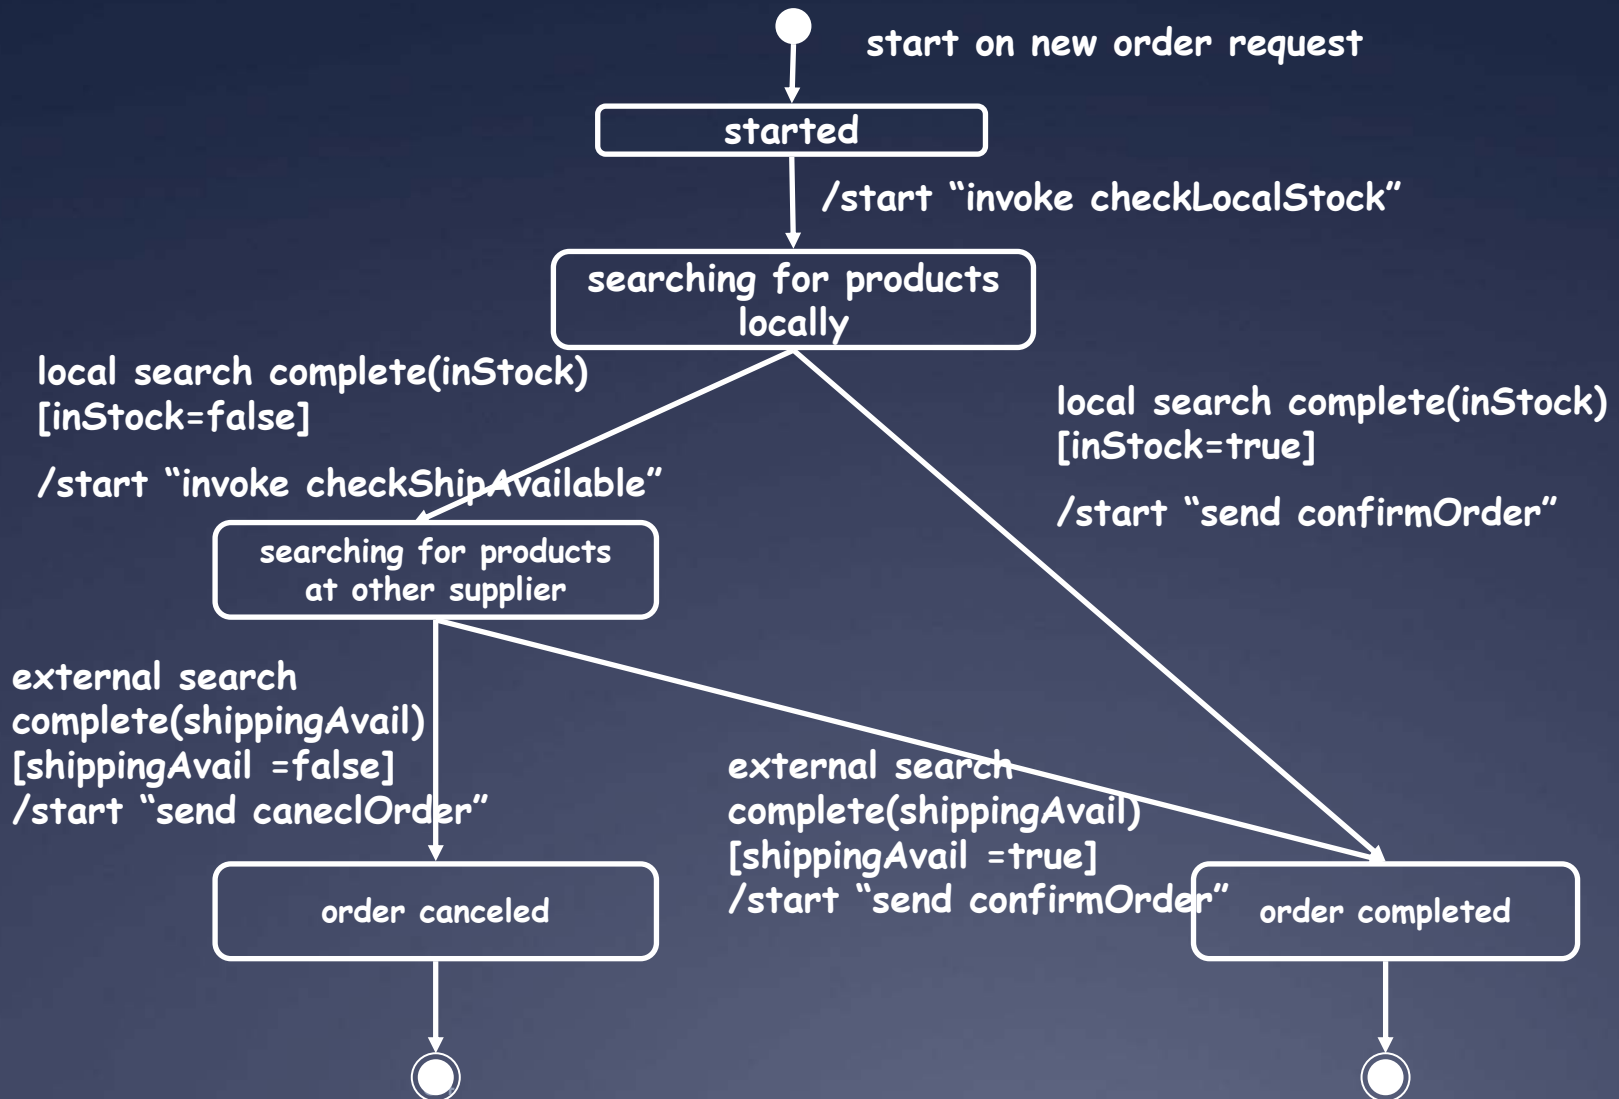 start on new order request
started
/start “invoke checkLocalStock”
searching for products
locally
local search complete(inStock)
[inStock=false]
/start “invoke checkShipAvailable”
local search complete(inStock)
[inStock=true]
/start “send confirmOrder”
searching for products
at other supplier
external search
complete(shippingAvail)
[shippingAvail =false]
/start “send caneclOrder”
external search
complete(shippingAvail)
[shippingAvail =true]
/start “send confirmOrder”
order canceled
order completed